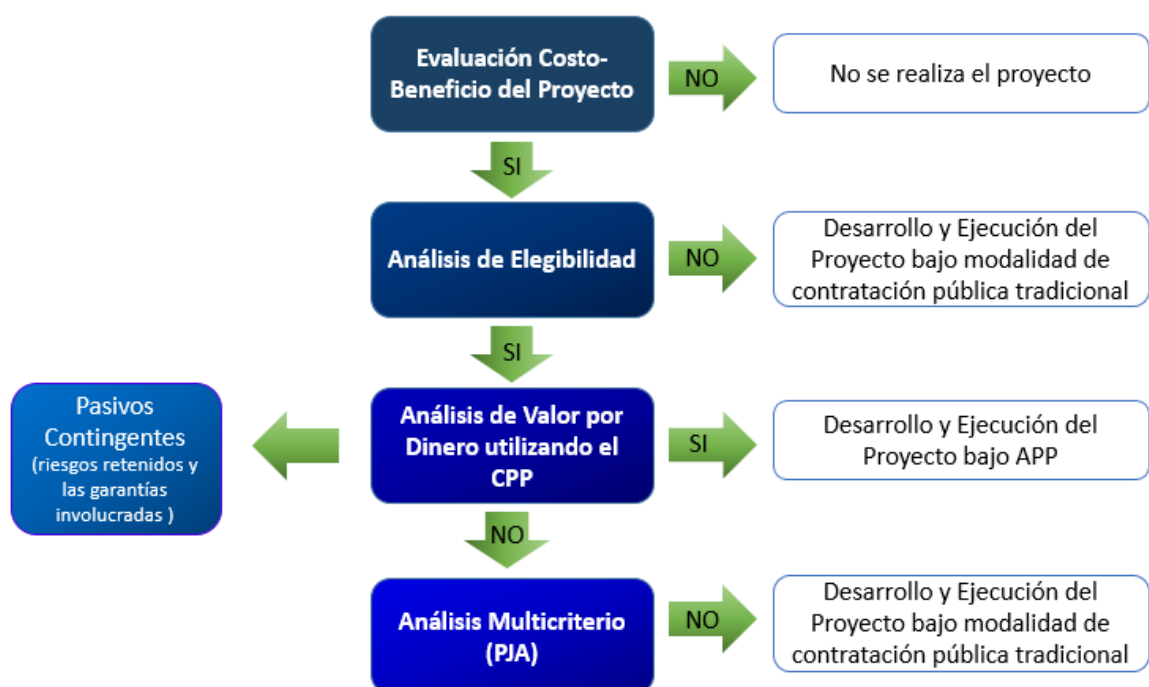 Evaluación Costo-
Beneficio del Proyecto
NO
No se realiza el proyecto
SI
Análisis de Elegibilidad
NO
Desarrollo y Ejecución del
Proyecto bajo modalidad de
contratación pública tradicional
SI
Pasivos
Contingentes
(riesgos retenidos y
las garantías
involucradas )
Análisis de Valor por
Dinero utilizando el
CPP
SI
Desarrollo y Ejecución del
Proyecto bajo APP
NO
Análisis Multicriterio
(PJA)
NO
Desarrollo y Ejecución del
Proyecto bajo modalidad de
contratación pública tradicional